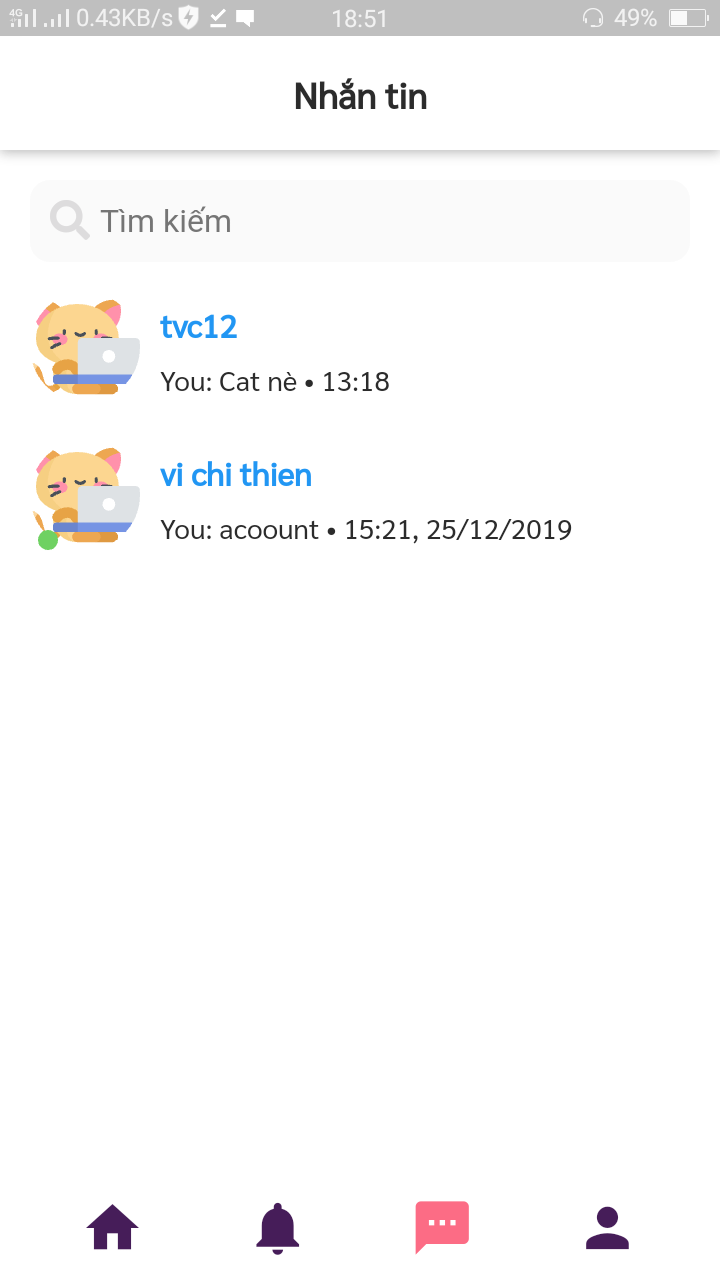 4G 0.43KB/s 18:51 49%
Nhắn tin
Tìm kiếm
tvc12
You: Cat nè • 13:18
vi chi thien
You: acoount • 15:21, 25/12/2019